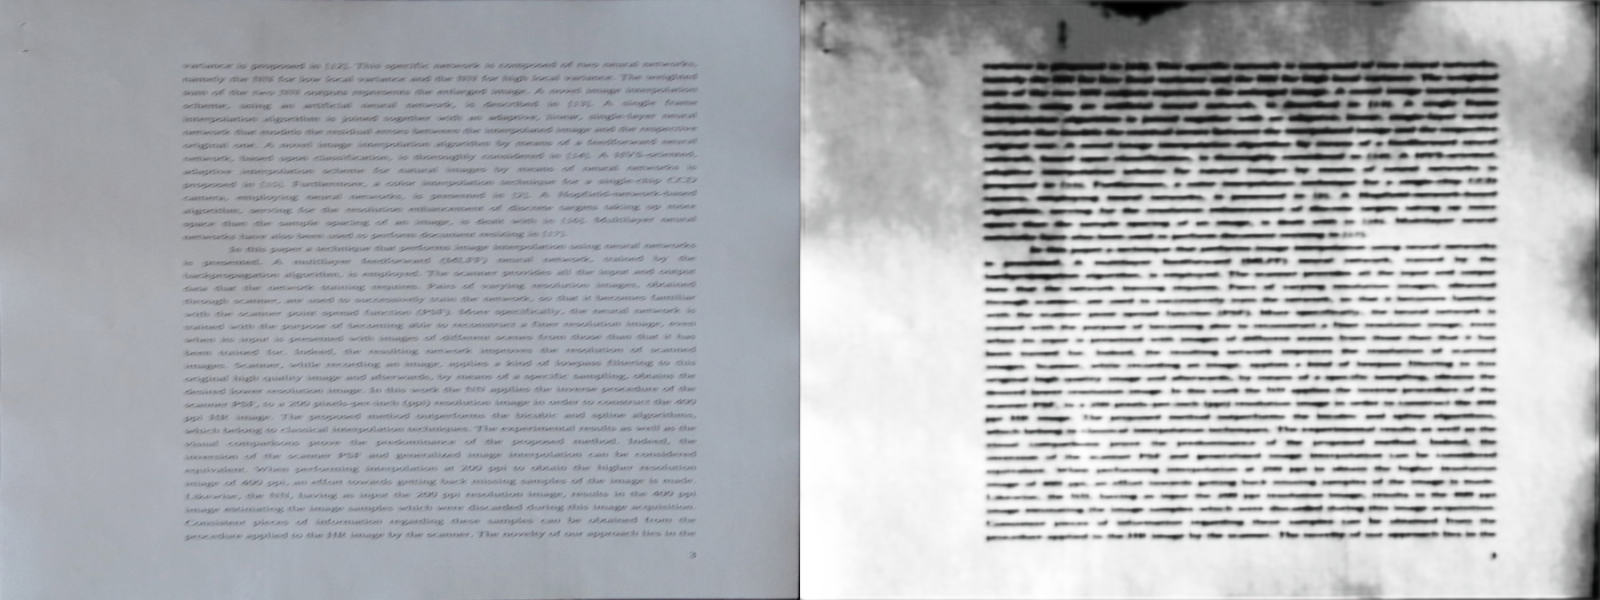 variance is proposed in [12]. This specific network is composed of two neural networks,
namely the NN for low local variance and the NN for high local variance. The weighted
sum of the two NN outputs represents the enlarged image. A novel image interpolation
scheme, using an artificial neural network, is described in [13]. A single frame
interpolation algorithm is joined together with an adaptive, linear, single-layer neural
network that models the residual errors between the interpolated image and the respective
original one. A novel image interpolation algorithm by means of a feedforward neural
network, based upon classification, is thoroughly considered in [14]. A HVS-oriented,
adaptive interpolation scheme for natural images by means of neural networks is
proposed in Furthermore, a color interpolation technique for a single-chip CCD
camera, employing neural networks, is presented in A Hopfield-network-based
algorithm, serving for the resolution enhancement of discrete targets taking up more
space than the sample spacing of an image, is dealt with in [16]. Multilayer neural
networks have also been used to perform document resizing in [17].
In this paper a technique that performs image interpolation using neural networks
is presented. A multilayer feedforward (MLFF) neural network, trained by the
backpropagation algorithm, is employed. The scanner provides all the input and output
data that the network training requires. Pairs of varying resolution images, obtained
through scanner, are used to successively train the network, so that it becomes familiar
with the scanner point spread function (PSF). More specifically, the neural network is
trained with the purpose of becoming able to reconstruct a finer resolution image, even
when its input is presented with images of different scenes from those than that it has
been trained for. Indeed, the resulting network improves the resolution of scanned
images. Scanner, while recording an image, applies a kind of lowpass filtering to this
original high quality image and afterwards, by means of a specific sampling, obtains the
desired lower resolution image. In this work the NN applies the inverse procedure of the
scanner PSF, to a 200 pixels-per-inch (ppi) resolution image in order to construct the 400
ppi HR image. The proposed method outperforms the bicubic and spline algorithms,
which belong to classical interpolation techniques. The experimental results as well as the
visual comparisons prove the predominance of the proposed method. Indeed, the
inversion of the scanner PSF and generalized image interpolation can be considered
equivalent. When performing interpolation at 200 ppi to obtain the higher resolution
image of 400 ppi, an effort towards getting back missing samples of the image is made.
Likewise, the NN, having as input the 200 ppi resolution image, results in the 400 ppi
image estimating the image samples which were discarded during this image acquisition.
Consistent pieces of information regarding these samples can be obtained from the
procedure applied to the HR image by the scanner. The novelty of our approach lies in the
3